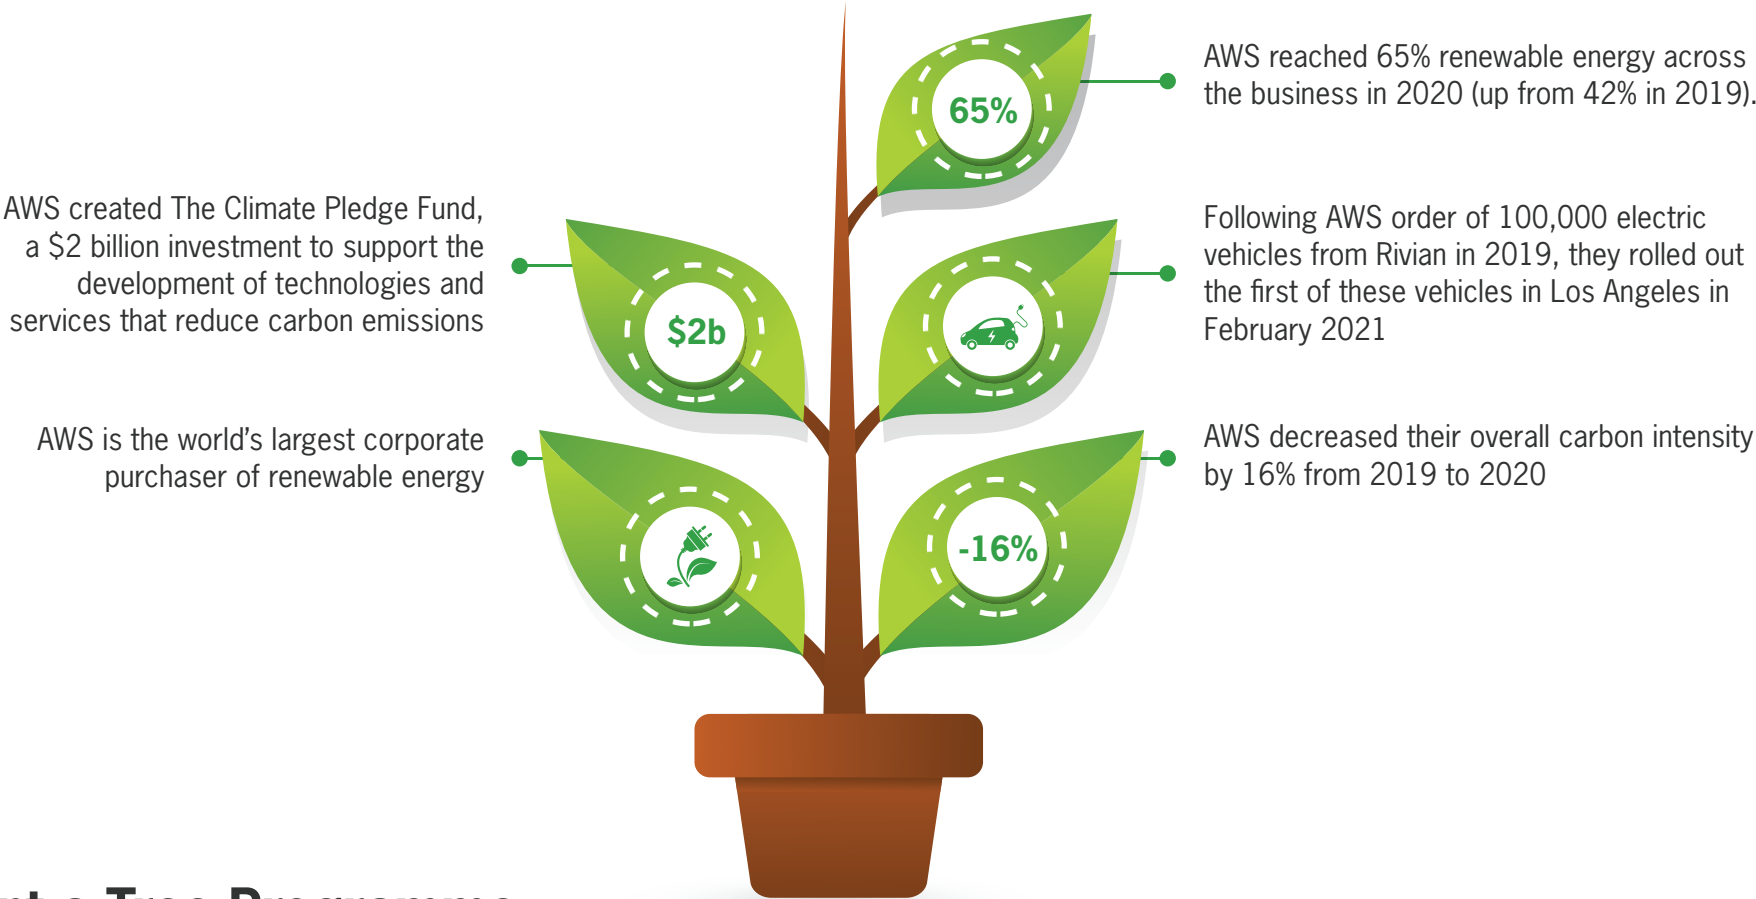 65%
AWS reached 65% renewable energy across
the business in 2020 (up from 42% in 2019).
AWS created The Climate Pledge Fund,
a $2 billion investment to support the
development of technologies and
services that reduce carbon emissions
$2b
Following AWS order of 100,000 electric
vehicles from Rivian in 2019, they rolled out
the first of these vehicles in Los Angeles in
February 2021
AWS is the world’s largest corporate
purchaser of renewable energy
-16%
AWS decreased their overall carbon intensity
by 16% from 2019 to 2020
a Tree Programme